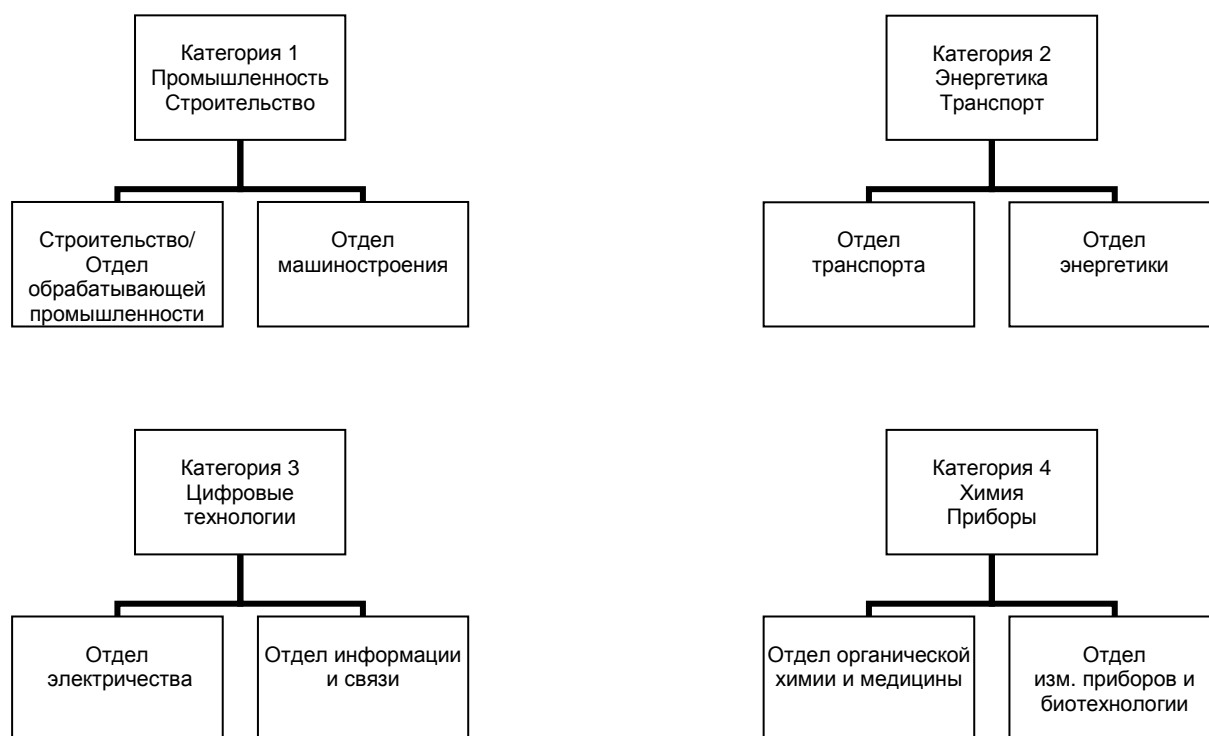 Категория 1
Промышленность
Строительство
Категория 2
Энергетика
Транспорт
Строительство/
Отдел
обрабатывающей
промышленности
Отдел
машиностроения
Отдел
транспорта
Отдел
энергетики
Категория 3
Цифровые
технологии
Категория 4
Химия
Приборы
Отдел
электричества
Отдел информации
и связи
Отдел органической
химии и медицины
Отдел
изм. приборов и
биотехнологии